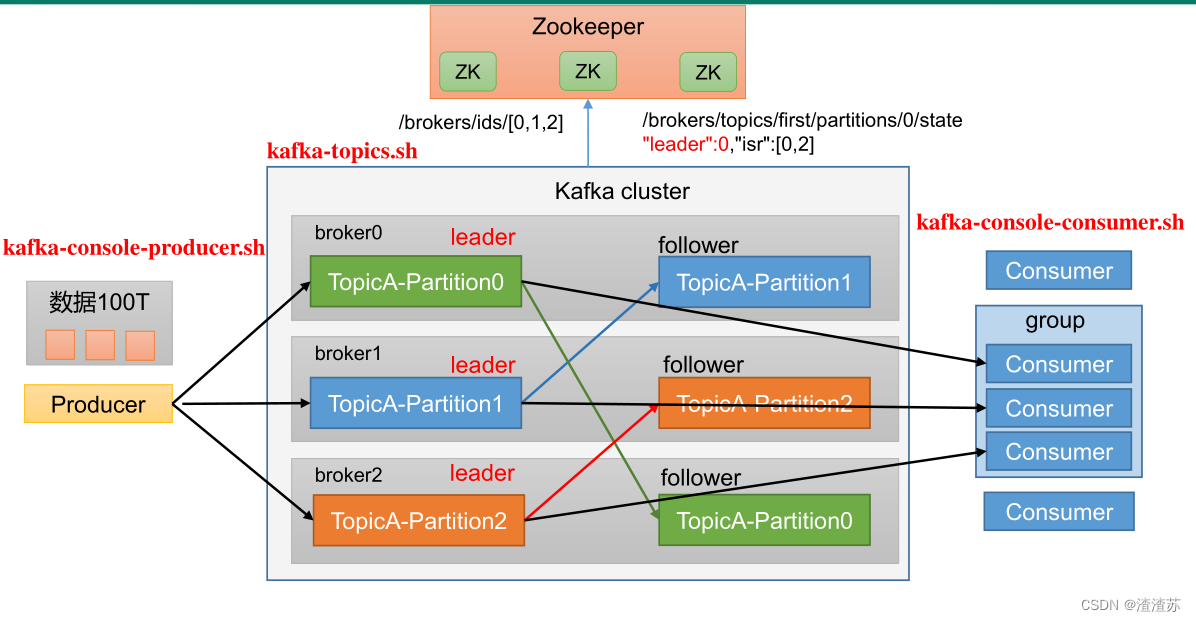 Zookeeper
ZK
ZK
ZK
/brokers/ids/[0,1,2]
/brokers/topics/first/partitions/0/state
"leader":0,"isr":[0,2]
kafka-topics.sh
Kafka cluster
kafka-console-producer.sh
kafka-console-consumer.sh
数据100T
Producer
broker0
leader
follower
TopicA-Partition0
TopicA-Partition1
broker1
leader
follower
TopicA-Partition1
TopicA-Partition2
broker2
leader
follower
TopicA-Partition2
TopicA-Partition0
Consumer
group
Consumer
Consumer
Consumer
Consumer
CSDN @渣渣苏